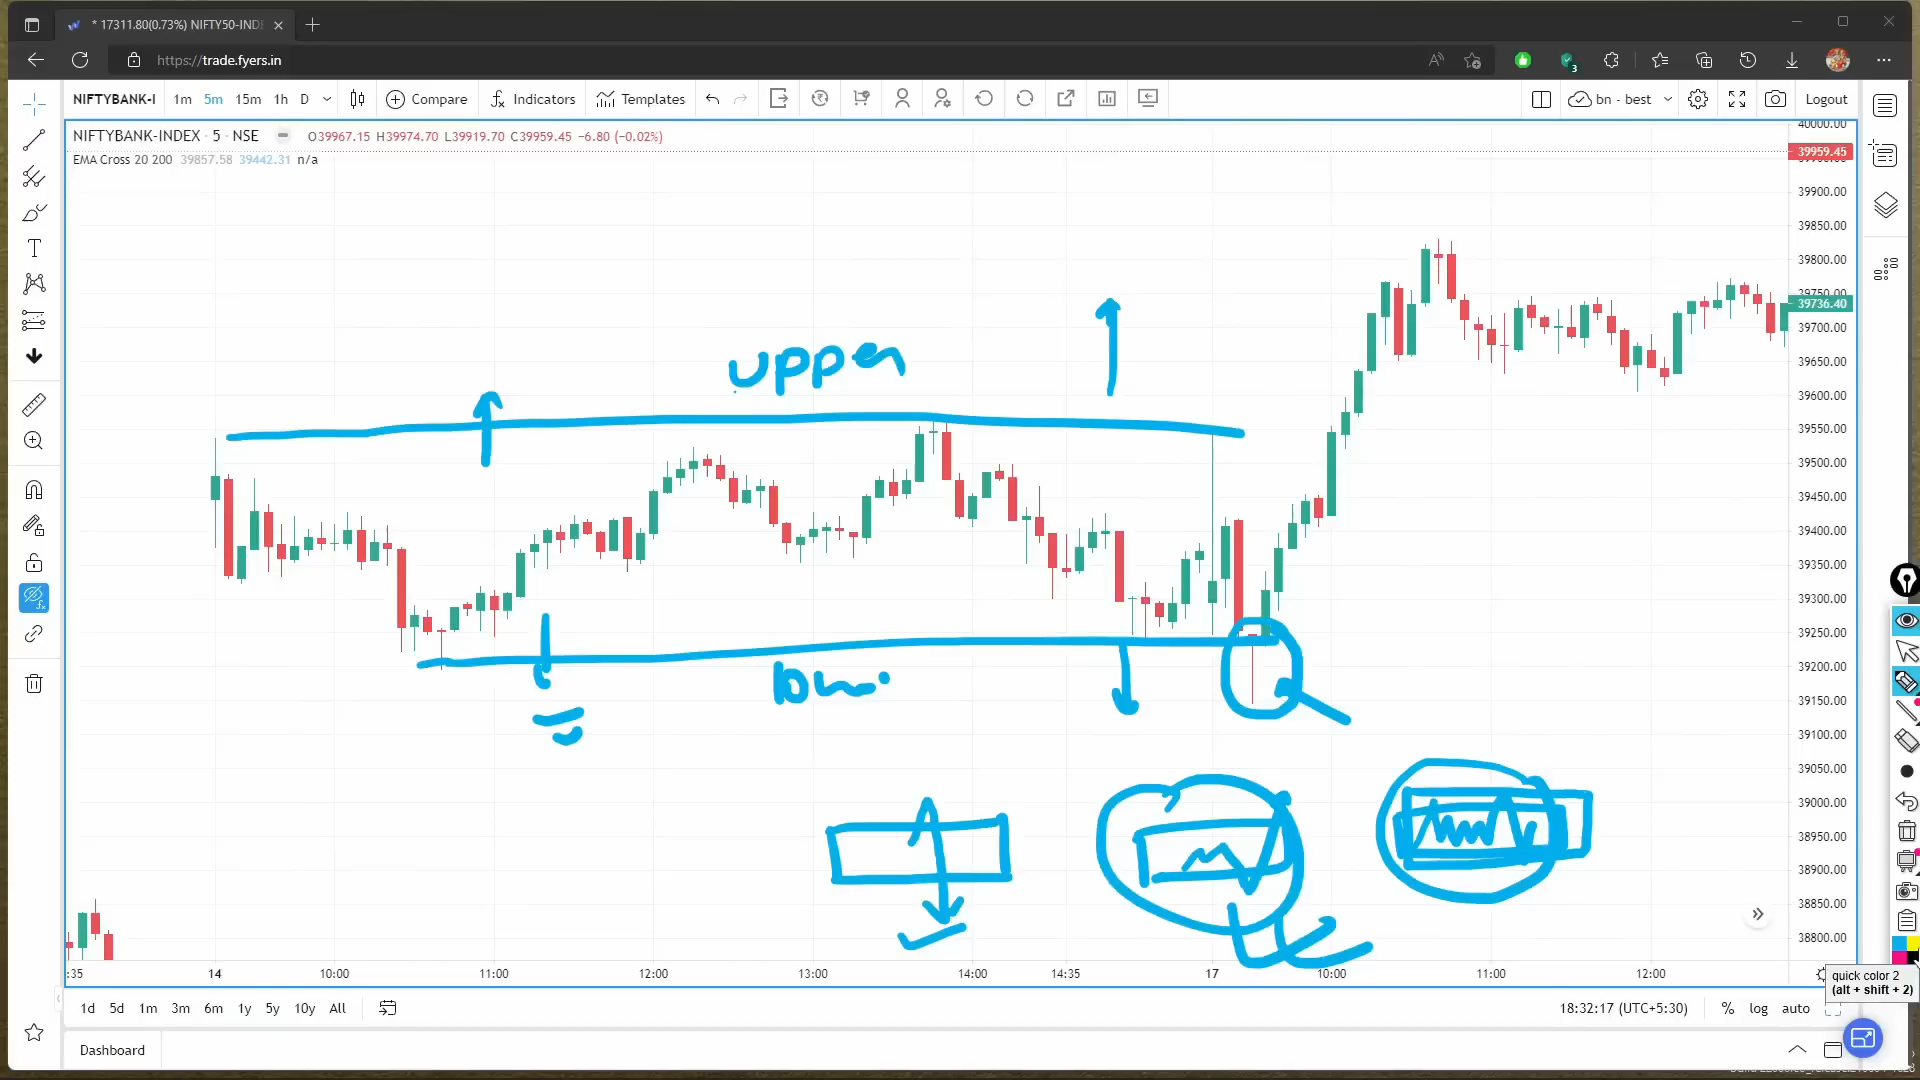 * 17311.80(0.73%) NIFTY50-IND
https://trade.fyers.in
3
NIFTYBANK-I 1m 5m 15m 1h D Compare Indicators Templates bn - best Logout
NIFTYBANK-INDEX · 5 · NSE O39967.15 H39974.70 L39919.70 C39959.45 −6.80 (−0.02%)
EMA Cross 20 200 39857.58 39442.31 n/a
40000.00
39959.45
39900.00
39850.00
39800.00
39750.00
39736.40
39700.00
39650.00
39600.00
39550.00
39500.00
39450.00
39400.00
39350.00
39300.00
39250.00
39200.00
39150.00
39100.00
39050.00
39000.00
38950.00
38900.00
38850.00
38800.00
upper
:35 14 10:00 11:00 12:00 13:00 14:00 14:35 17 10:00 11:00 12:00
quick color 2
(alt + shift + 2)
1d 5d 1m 3m 6m 1y 5y 10y All 18:32:17 (UTC+5:30) % log auto
Dashboard